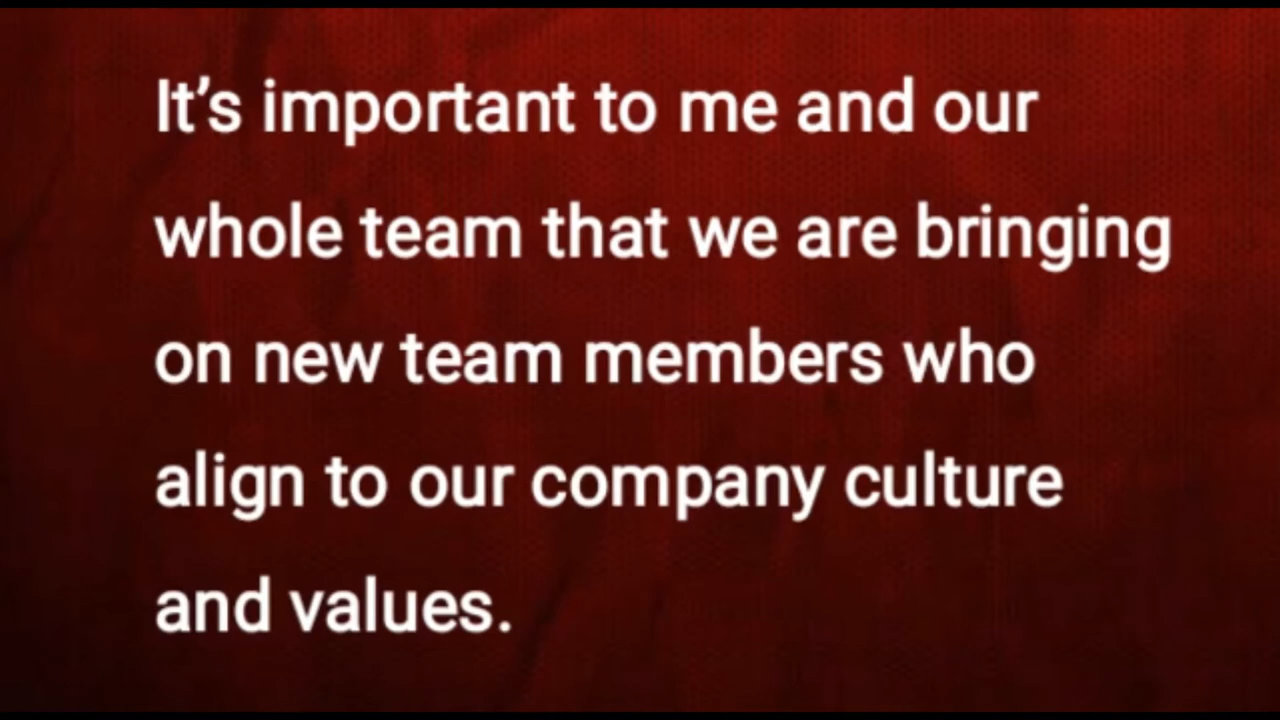 It’s important to me and our
whole team that we are bringing
on new team members who
align to our company culture
and values.